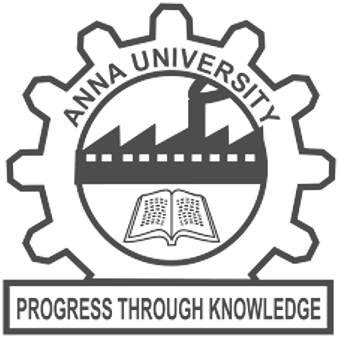 ANNA UNIVERSITY
PROGRESS THROUGH KNOWLEDGE